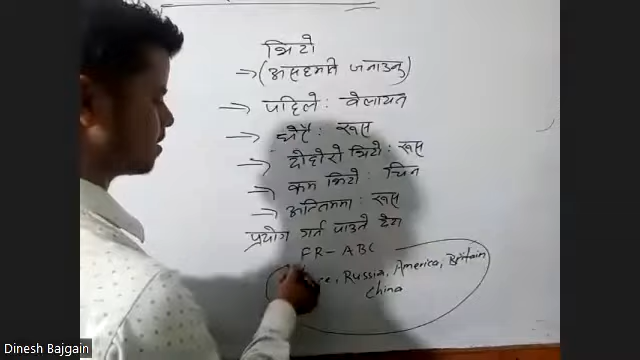 भिटो
→ (असहमति जनाउनु)
→ पहिले : वेलायत
→ धेरै : रूस
→ दोहोरो भिटो : रूस
→ कम भिटो : चिन
→ अन्तिममा : रूस
प्रयोग गर्न पाउने देश
FR - ABC
Russia, America, Britain
China
Dinesh Bajgain